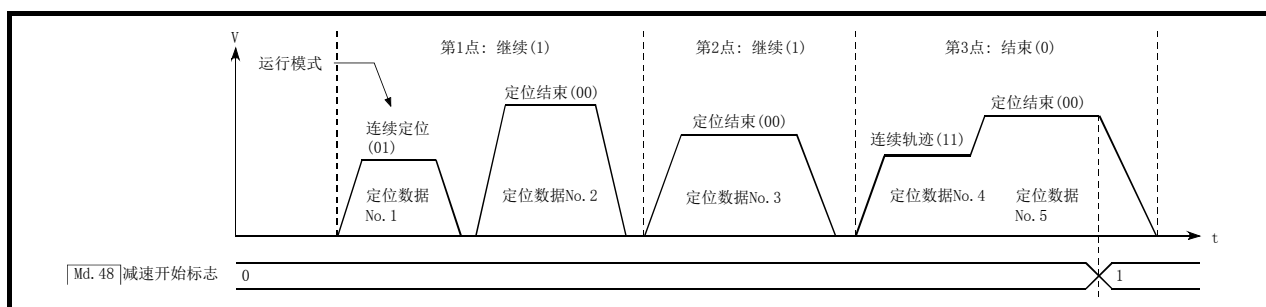 V
第1点: 继续(1)
第2点: 继续(1)
第3点: 结束(0)
运行模式
定位结束(00)
定位结束(00)
连续定位
(01)
定位结束(00)
连续轨迹(11)
定位数据
No.1
定位数据No.2
定位数据No.3
定位数据No.4
定位数据
No.5
t
Md.48 减速开始标志
0
1